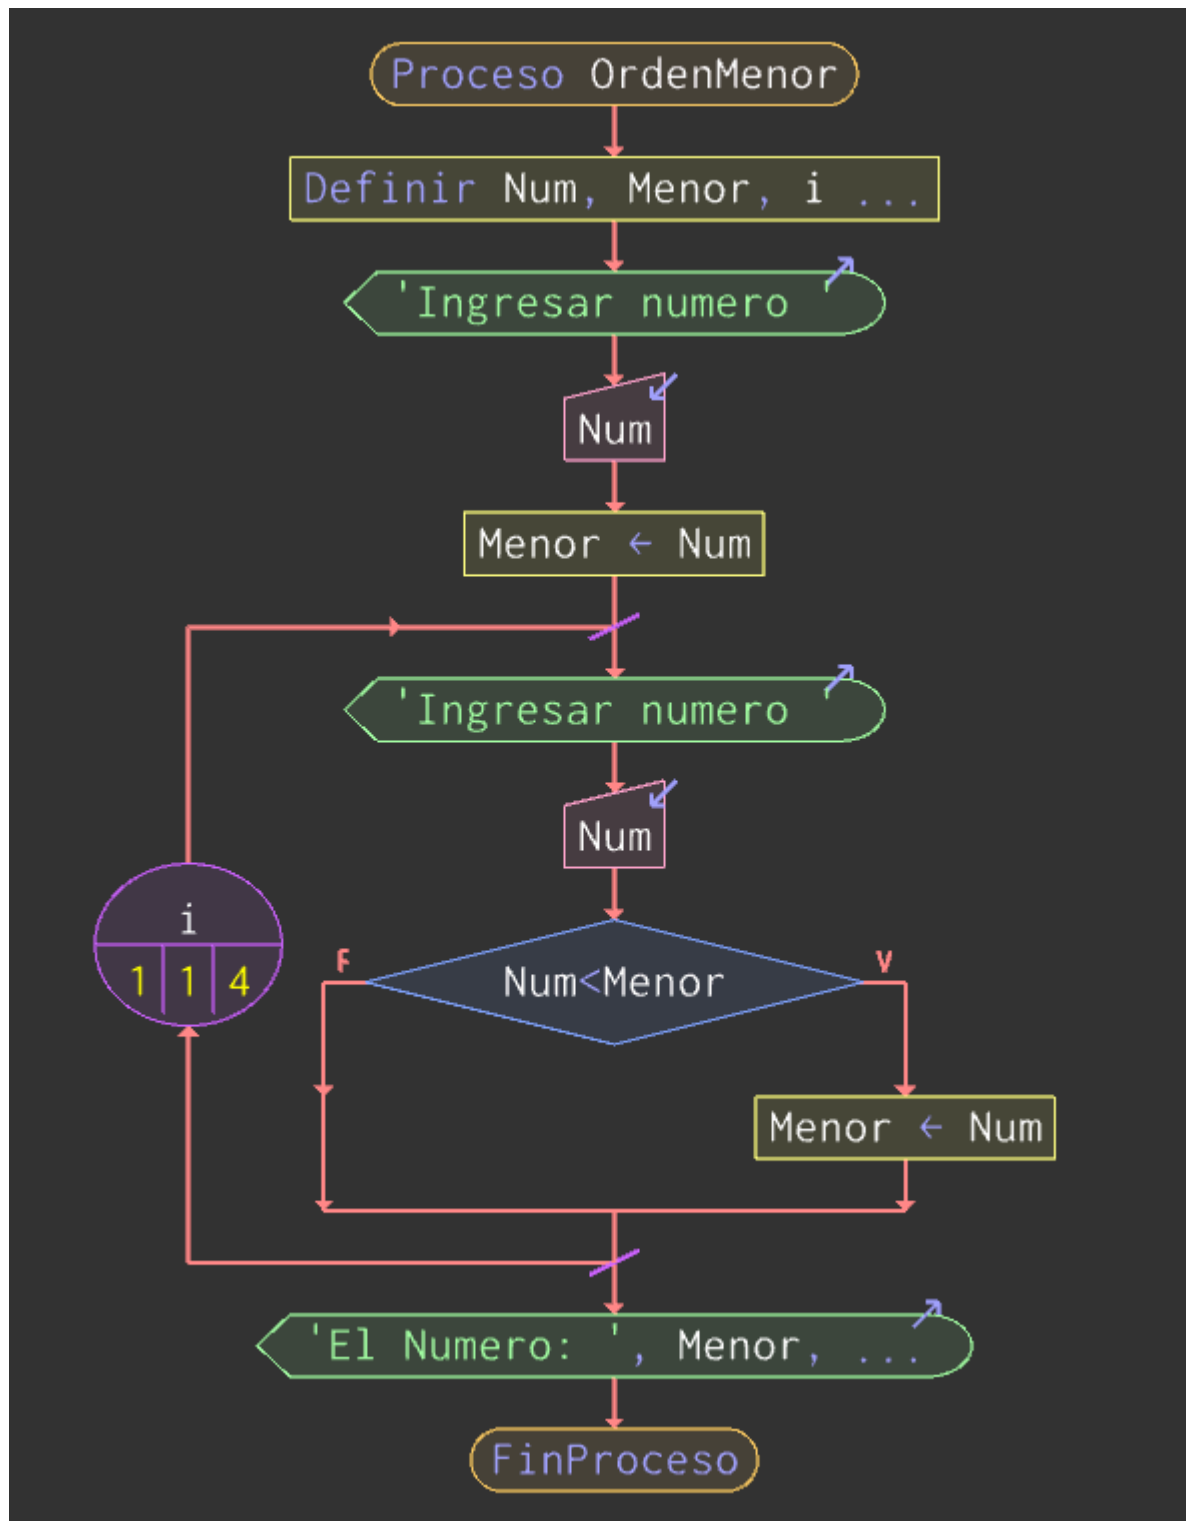 Proceso OrdenMenor
Definir Num, Menor, i ...
'Ingresar numero '
Num
Menor ← Num
'Ingresar numero '
Num
i
1 1 4
F
Num<Menor
V
Menor ← Num
'El Numero: ', Menor, ...
FinProceso